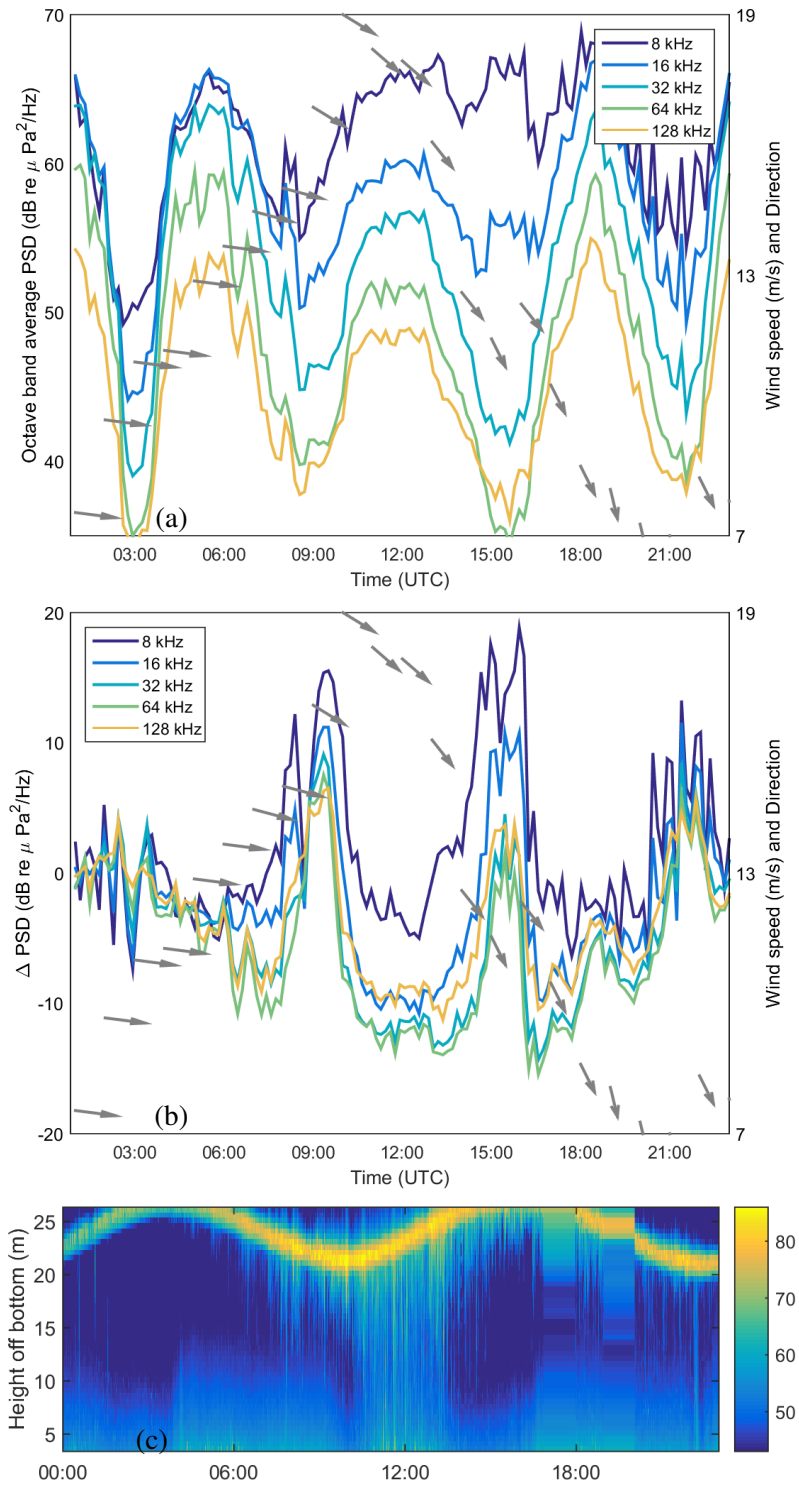 70
60
50
40
Octave band average PSD (dB re μ Pa²/Hz)
19
13
7
Wind speed (m/s) and Direction
8 kHz
16 kHz
32 kHz
64 kHz
128 kHz
(a)
03:00 06:00 09:00 12:00 15:00 18:00 21:00
Time (UTC)
20
10
0
-10
-20
Δ PSD (dB re μ Pa²/Hz)
19
13
7
Wind speed (m/s) and Direction
8 kHz
16 kHz
32 kHz
64 kHz
128 kHz
(b)
03:00 06:00 09:00 12:00 15:00 18:00 21:00
Time (UTC)
25
20
15
10
5
Height off bottom (m)
(c)
00:00 06:00 12:00 18:00
80
70
60
50